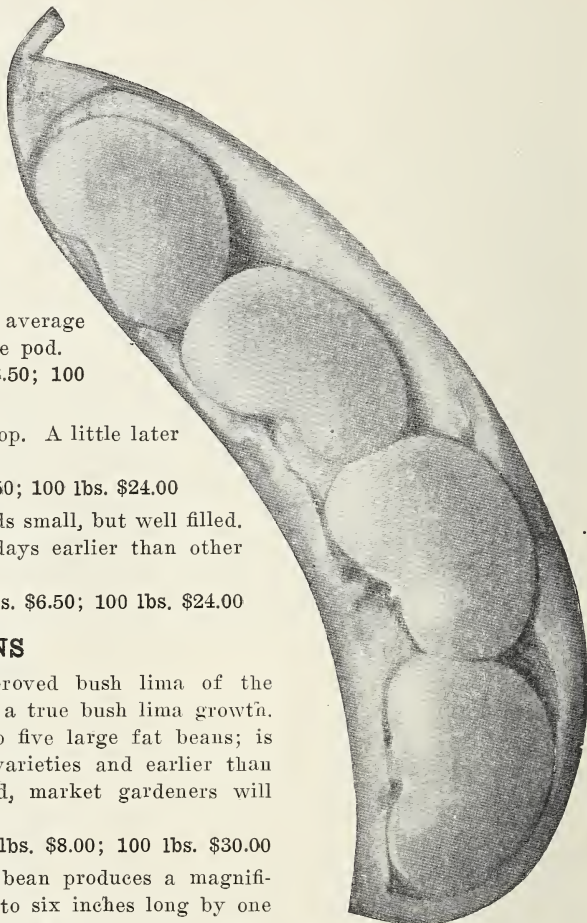 average
e pod.
.50; 100
op. A little later
50; 100 lbs. $24.00
ds small, but well filled.
days earlier than other
s. $6.50; 100 lbs. $24.00
NS
roved bush lima of the
a true bush lima growth.
o five large fat beans; is
varieties and earlier than
d, market gardeners will
lbs. $8.00; 100 lbs. $30.00
bean produces a magnifi-
to six inches long by one